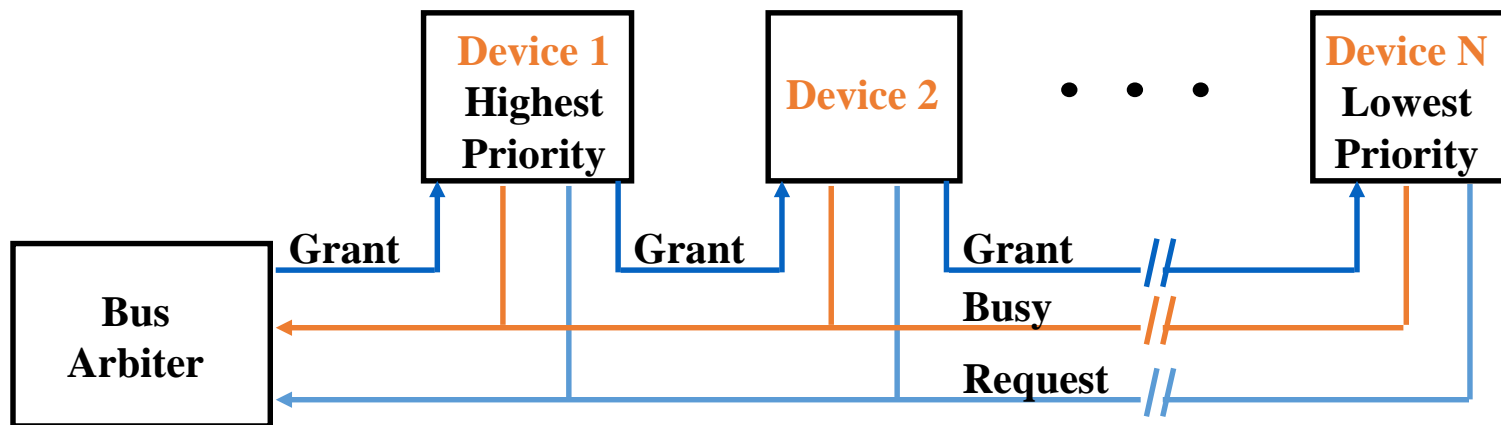 Device 1
Highest
Priority
Device 2
Device N
Lowest
Priority
Grant
Grant
Grant
Bus
Arbiter
Busy
Request